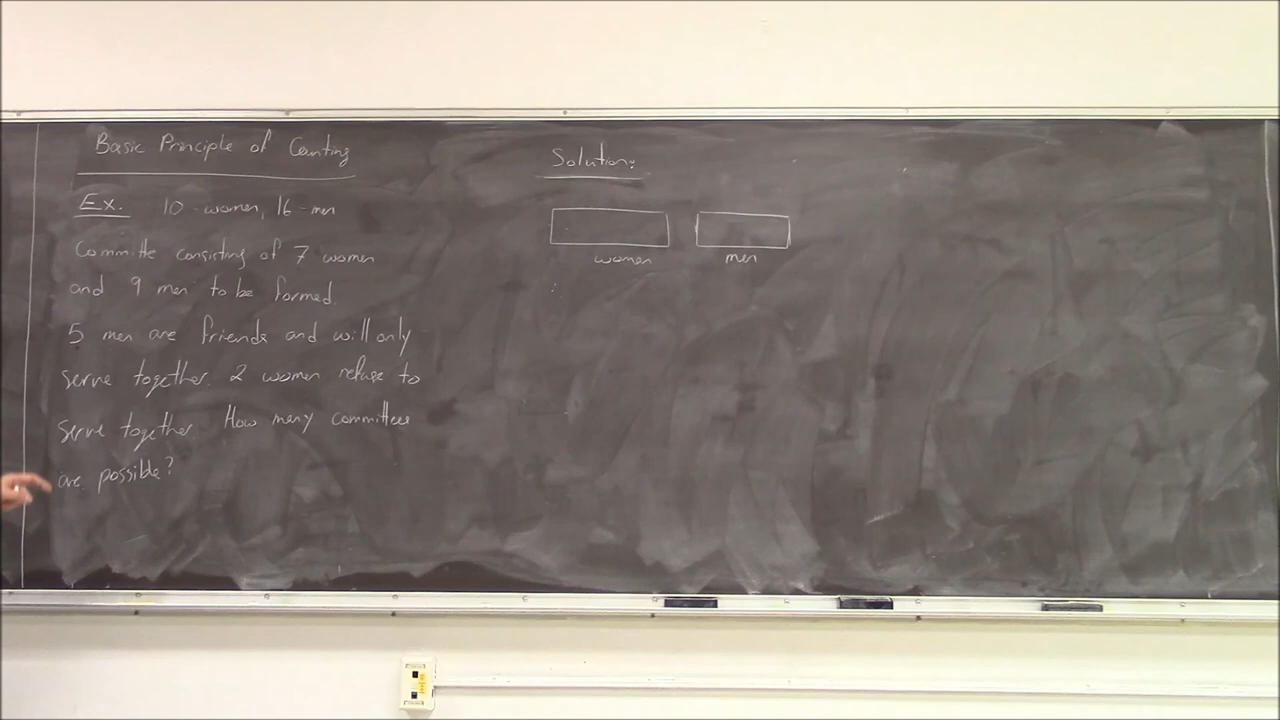 Basic Principle of Counting
Ex. 10-women, 16-men
Committe consisting of 7 women
and 9 men to be formed.
5 men are friends and will only
serve together. 2 women refuse to
serve together. How many committees
are possible?
Solution:
women men